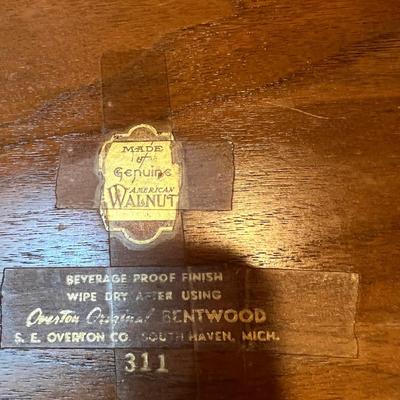 MADE
of
Genuine
AMERICAN
WALNUT
BEVERAGE PROOF FINISH
WIPE DRY AFTER USING
Overton Original BENTWOOD
S. E. OVERTON CO. SOUTH HAVEN, MICH.
311